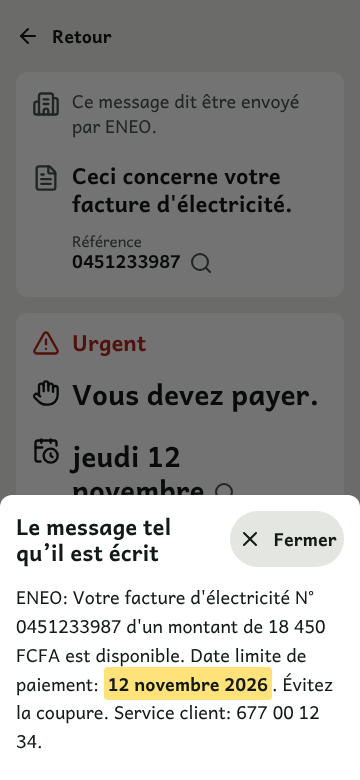 Retour
Ce message dit être envoyé
par ENEO.
Ceci concerne votre
facture d'électricité.
Référence
0451233987
Urgent
Vous devez payer.
jeudi 12
novembre
Le message tel
qu’il est écrit
Fermer
ENEO: Votre facture d'électricité N°
0451233987 d'un montant de 18 450
FCFA est disponible. Date limite de
paiement: 12 novembre 2026. Évitez
la coupure. Service client: 677 00 12
34.